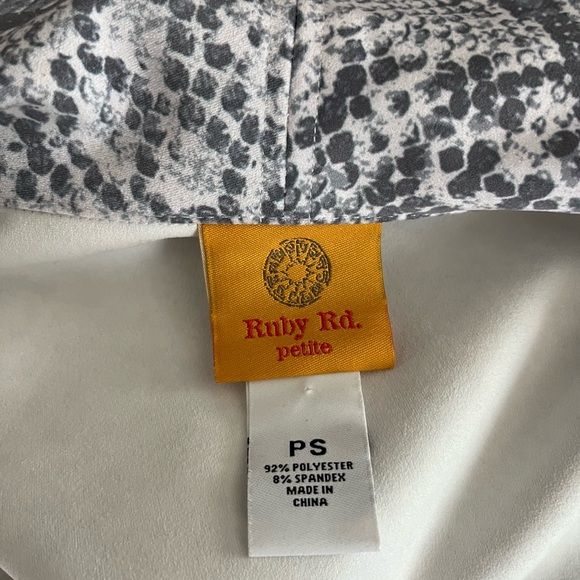 Ruby Rd.
petite
PS
92% POLYESTER
8% SPANDEX
MADE IN
CHINA